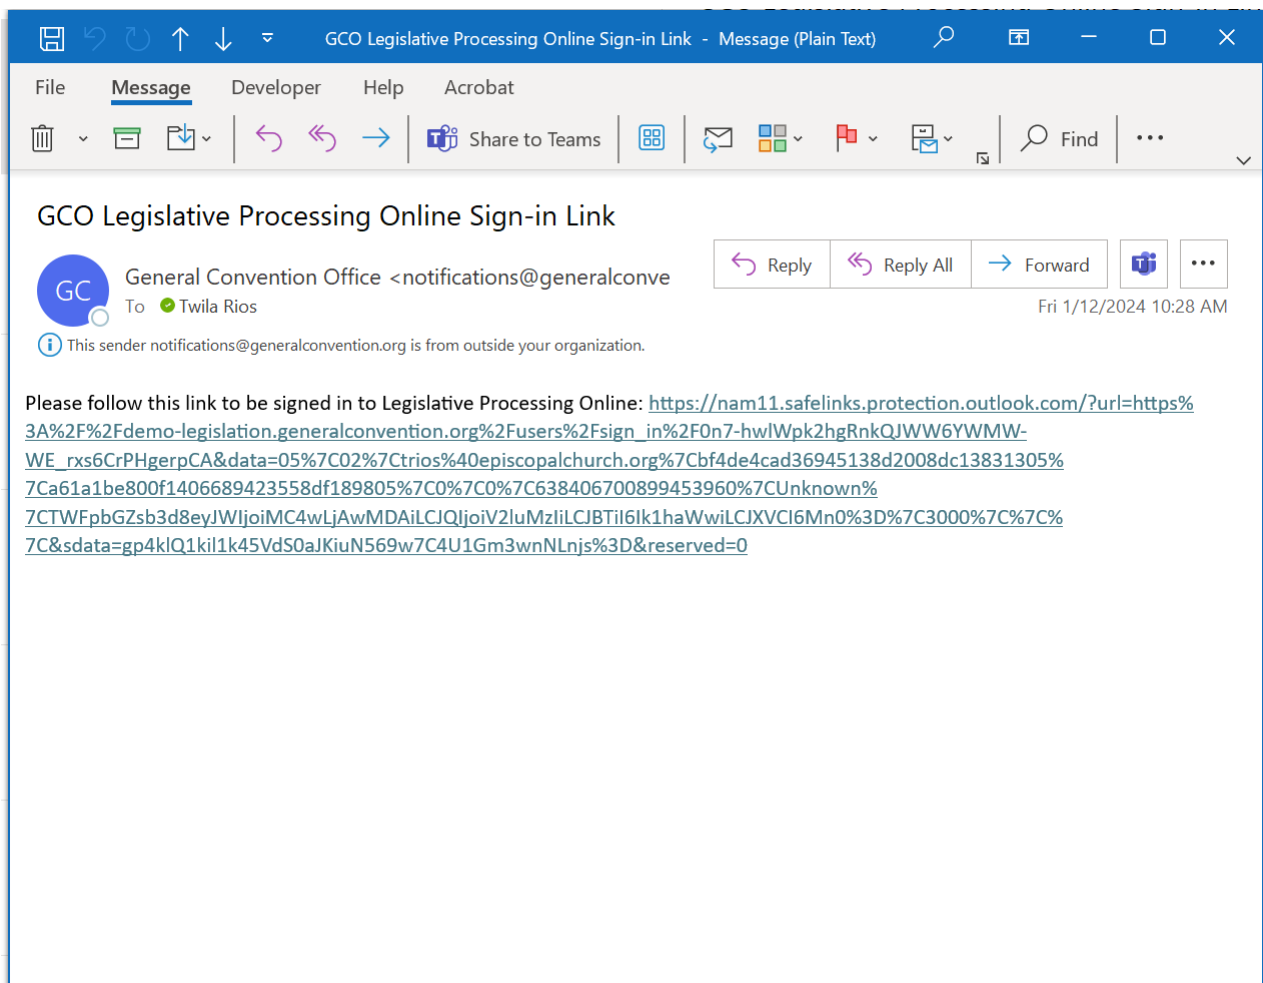 GCO Legislative Processing Online Sign-in Link - Message (Plain Text)
File Message Developer Help Acrobat
Share to Teams Find
GCO Legislative Processing Online Sign-in Link
GC
General Convention Office <notifications@generalconve
To Twila Rios
Reply Reply All Forward
Fri 1/12/2024 10:28 AM
This sender notifications@generalconvention.org is from outside your organization.
Please follow this link to be signed in to Legislative Processing Online: https://nam11.safelinks.protection.outlook.com/?url=https%
3A%2F%2Fdemo-legislation.generalconvention.org%2Fusers%2Fsign_in%2F0n7-hwlWpk2hgRnkQJWW6YWMW-
WE_rxs6CrPHgerpCA&data=05%7C02%7Ctrios%40episcopalchurch.org%7Cbf4de4cad36945138d2008dc13831305%
7Ca61a1be800f1406689423558df189805%7C0%7C0%7C638406700899453960%7CUnknown%
7CTWFpbGZsb3d8eyJWIjoiMC4wLjAwMDAiLCJQIjoiV2luMzIiLCJBTiI6Ik1haWwiLCJXVCI6Mn0%3D%7C3000%7C%7C%
7C&sdata=gp4klQ1kil1k45VdS0aJKiuN569w7C4U1Gm3wnNLnjs%3D&reserved=0